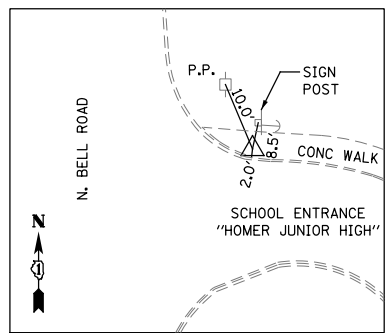 P.P.
SIGN
POST
10.0'
8.5'
2.0'
CONC WALK
N. BELL ROAD
SCHOOL ENTRANCE
"HOMER JUNIOR HIGH"
N
1